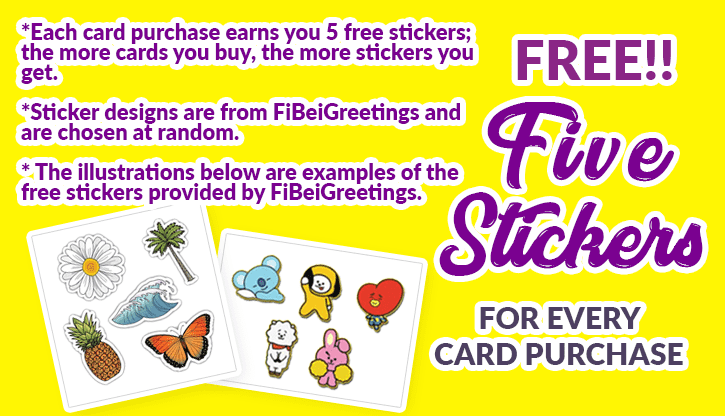 *Each card purchase earns you 5 free stickers;
the more cards you buy, the more stickers you
get.
*Sticker designs are from FiBeiGreetings and
are chosen at random.
* The illustrations below are examples of the
free stickers provided by FiBeiGreetings.
FREE!!
Five
Stickers
FOR EVERY
CARD PURCHASE